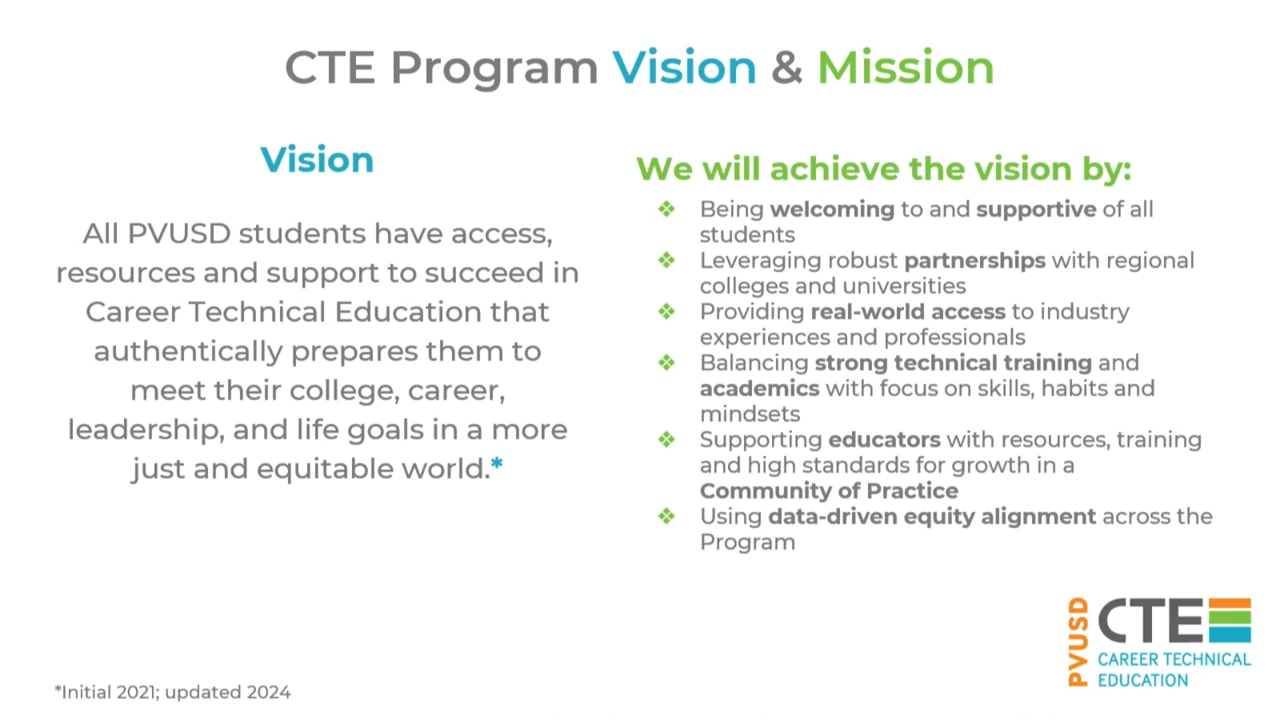 CTE Program Vision & Mission
Vision
All PVUSD students have access,
resources and support to succeed in
Career Technical Education that
authentically prepares them to
meet their college, career,
leadership, and life goals in a more
just and equitable world.*
We will achieve the vision by:
❖ Being welcoming to and supportive of all
students
❖ Leveraging robust partnerships with regional
colleges and universities
❖ Providing real-world access to industry
experiences and professionals
❖ Balancing strong technical training and
academics with focus on skills, habits and
mindsets
❖ Supporting educators with resources, training
and high standards for growth in a
Community of Practice
❖ Using data-driven equity alignment across the
Program
*Initial 2021; updated 2024
PVUSD
CTE
CAREER TECHNICAL
EDUCATION